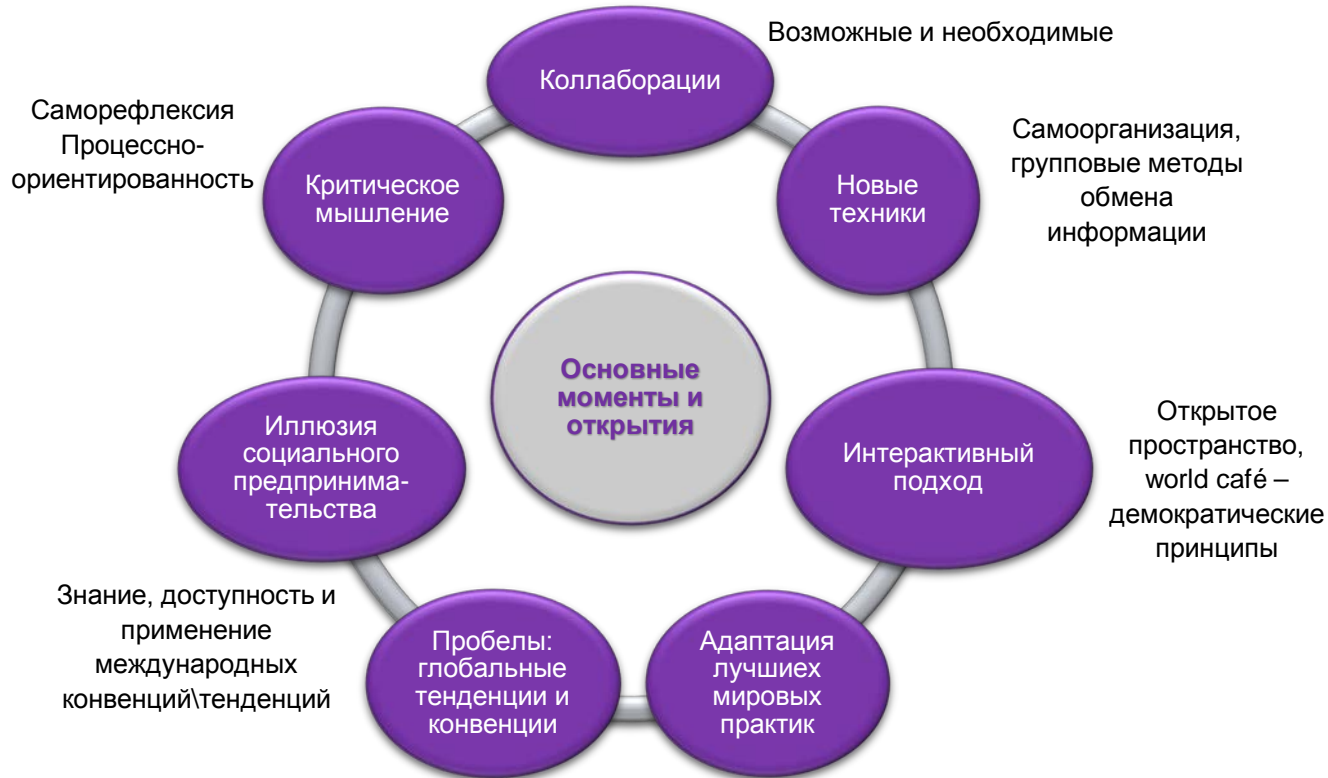 Возможные и необходимые
Коллаборации
Саморефлексия
Процессно-
ориентированность
Критическое
мышление
Новые
техники
Самоорганизация,
групповые методы
обмена
информации
Основные
моменты и
открытия
Иллюзия
социального
предпринима-
тельства
Интерактивный
подход
Открытое
пространство,
world café –
демократические
принципы
Знание, доступность и
применение
международных
конвенций\тенденций
Пробелы:
глобальные
тенденции и
конвенции
Адаптация
лучшиех
мировых
практик